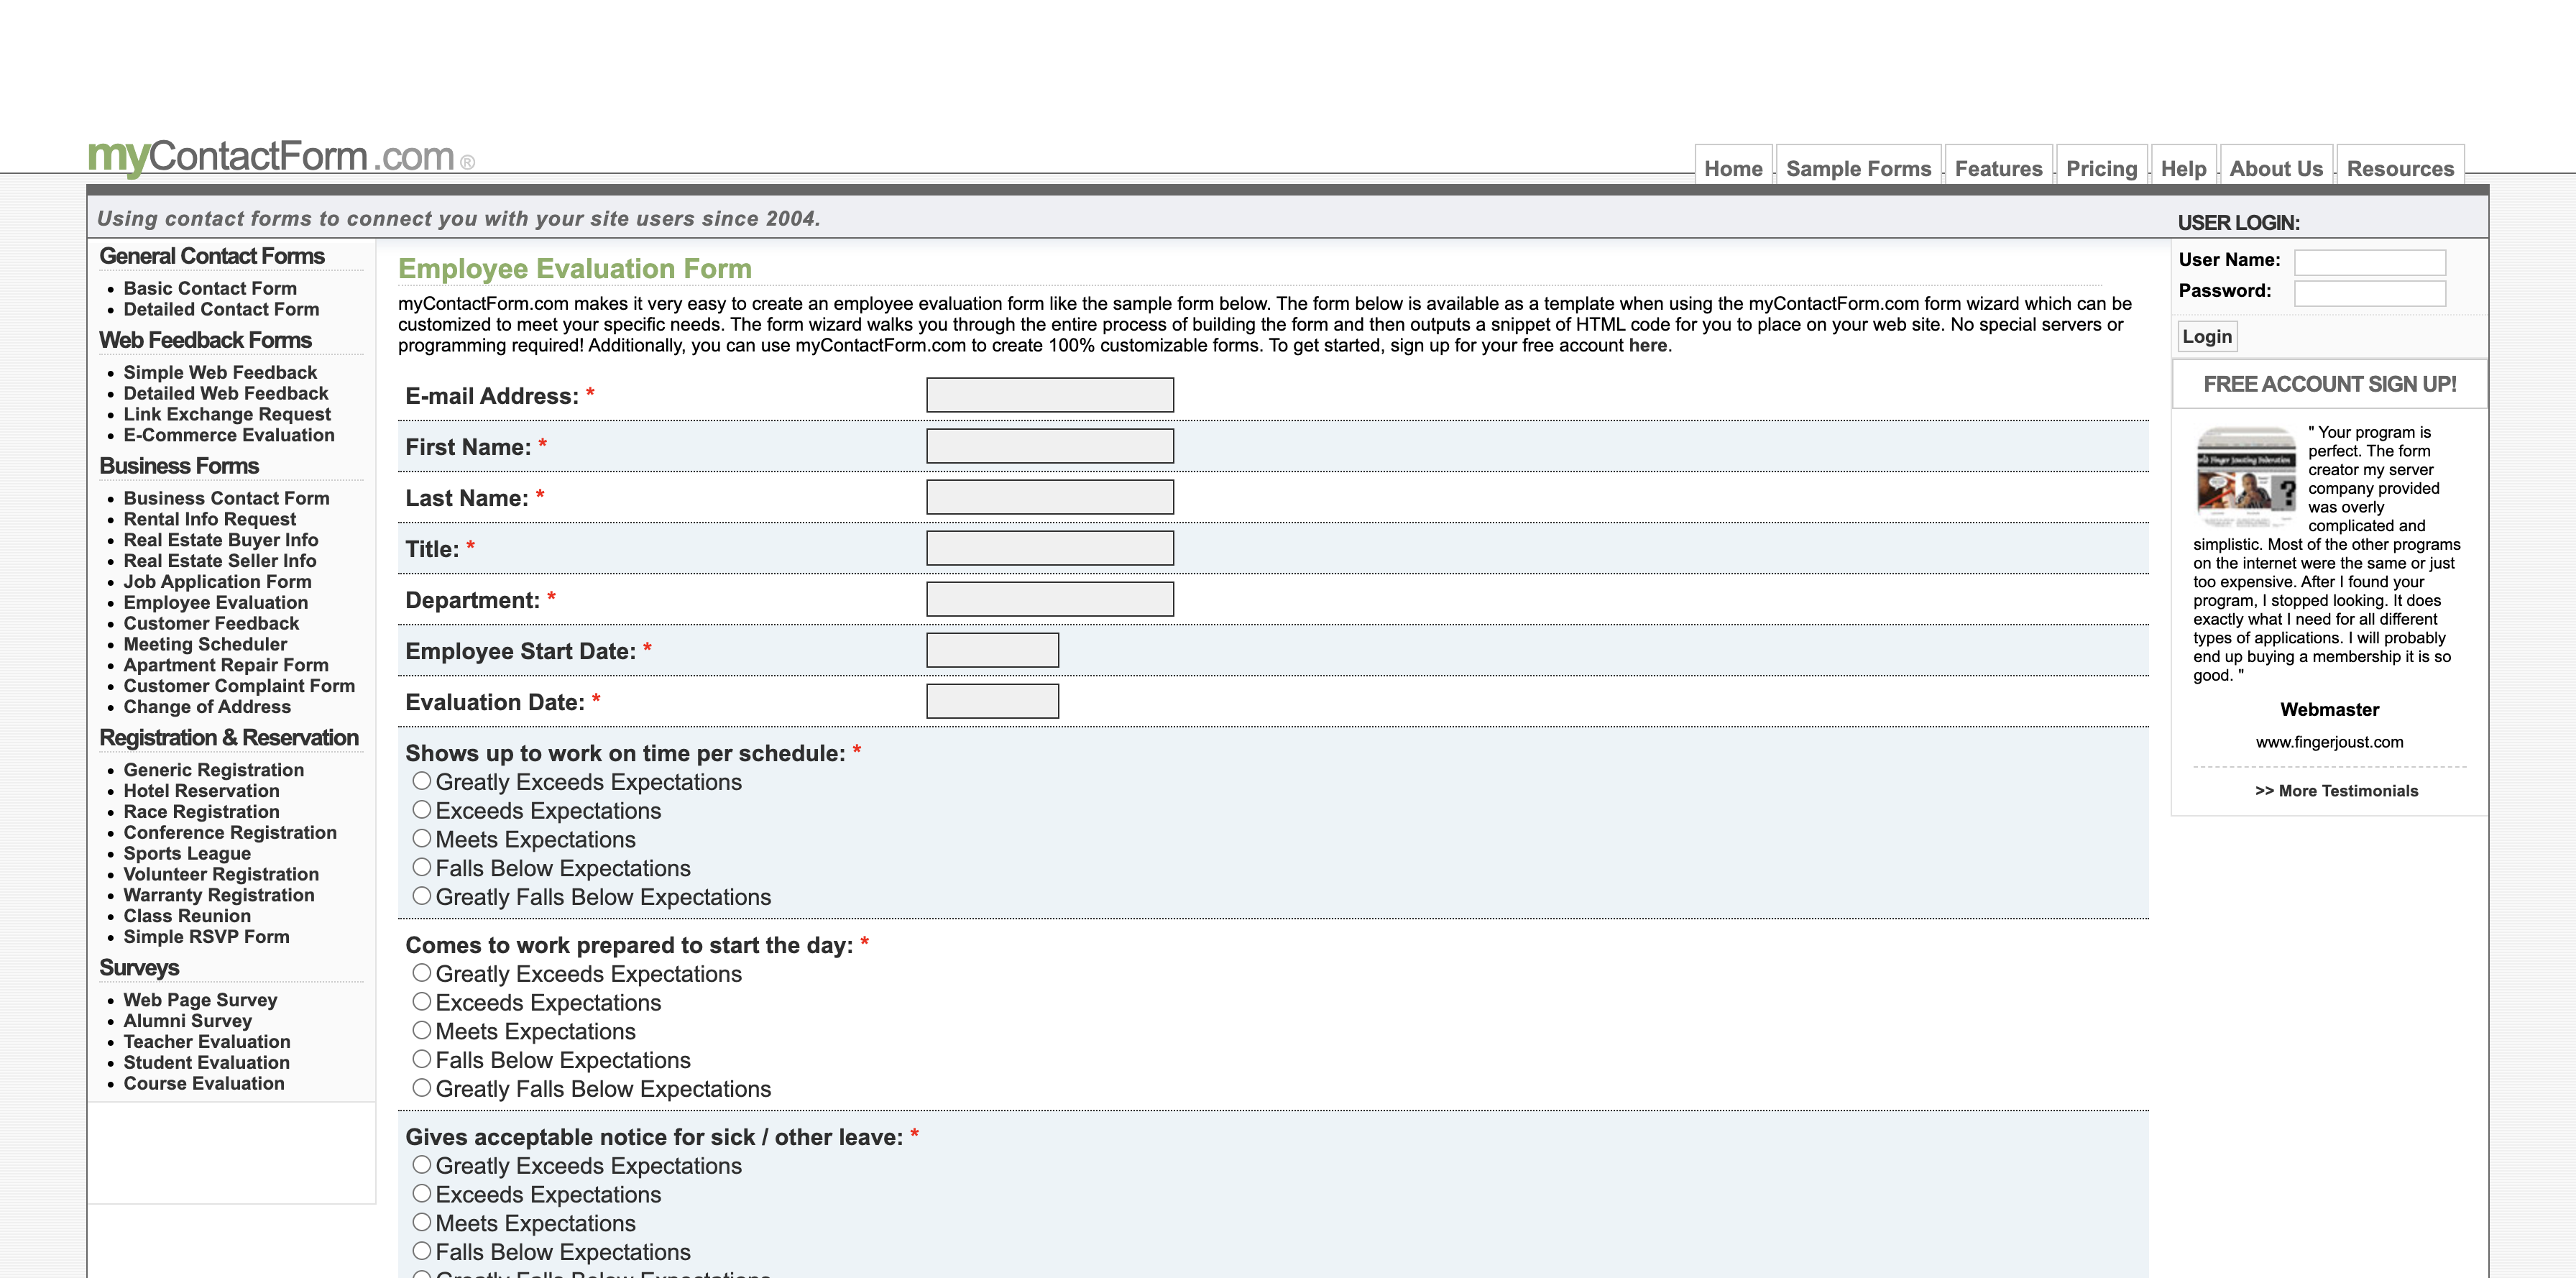 myContactForm.com®
Home
Sample Forms
Features
Pricing
Help
About Us
Resources
Using contact forms to connect you with your site users since 2004.
USER LOGIN:
General Contact Forms
Basic Contact Form
Detailed Contact Form
Web Feedback Forms
Simple Web Feedback
Detailed Web Feedback
Link Exchange Request
E-Commerce Evaluation
Business Forms
Business Contact Form
Rental Info Request
Real Estate Buyer Info
Real Estate Seller Info
Job Application Form
Employee Evaluation
Customer Feedback
Meeting Scheduler
Apartment Repair Form
Customer Complaint Form
Change of Address
Registration & Reservation
Generic Registration
Hotel Reservation
Race Registration
Conference Registration
Sports League
Volunteer Registration
Warranty Registration
Class Reunion
Simple RSVP Form
Surveys
Web Page Survey
Alumni Survey
Teacher Evaluation
Student Evaluation
Course Evaluation
Employee Evaluation Form
myContactForm.com makes it very easy to create an employee evaluation form like the sample form below. The form below is available as a template when using the myContactForm.com form wizard which can be
customized to meet your specific needs. The form wizard walks you through the entire process of building the form and then outputs a snippet of HTML code for you to place on your web site. No special servers or
programming required! Additionally, you can use myContactForm.com to create 100% customizable forms. To get started, sign up for your free account here.
E-mail Address: *
First Name: *
Last Name: *
Title: *
Department: *
Employee Start Date: *
Evaluation Date: *
Shows up to work on time per schedule: *
Greatly Exceeds Expectations
Exceeds Expectations
Meets Expectations
Falls Below Expectations
Greatly Falls Below Expectations
Comes to work prepared to start the day: *
Greatly Exceeds Expectations
Exceeds Expectations
Meets Expectations
Falls Below Expectations
Greatly Falls Below Expectations
Gives acceptable notice for sick / other leave: *
Greatly Exceeds Expectations
Exceeds Expectations
Meets Expectations
Falls Below Expectations
Greatly Falls Below Expectations
User Name:
Password:
Login
FREE ACCOUNT SIGN UP!
" Your program is
perfect. The form
creator my server
company provided
was overly
complicated and
simplistic. Most of the other programs
on the internet were the same or just
too expensive. After I found your
program, I stopped looking. It does
exactly what I need for all different
types of applications. I will probably
end up buying a membership it is so
good. "
Webmaster
www.fingerjoust.com
>> More Testimonials